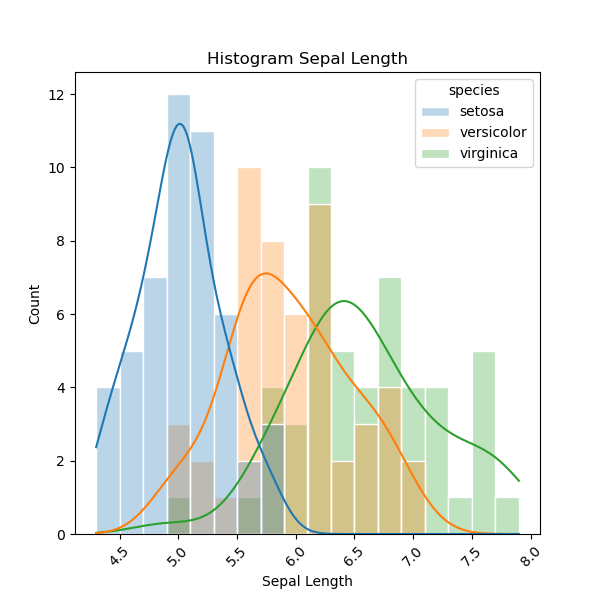 Histogram Sepal Length
species
setosa
versicolor
virginica
Count
12
10
8
6
4
2
0
4.5 5.0 5.5 6.0 6.5 7.0 7.5 8.0
Sepal Length